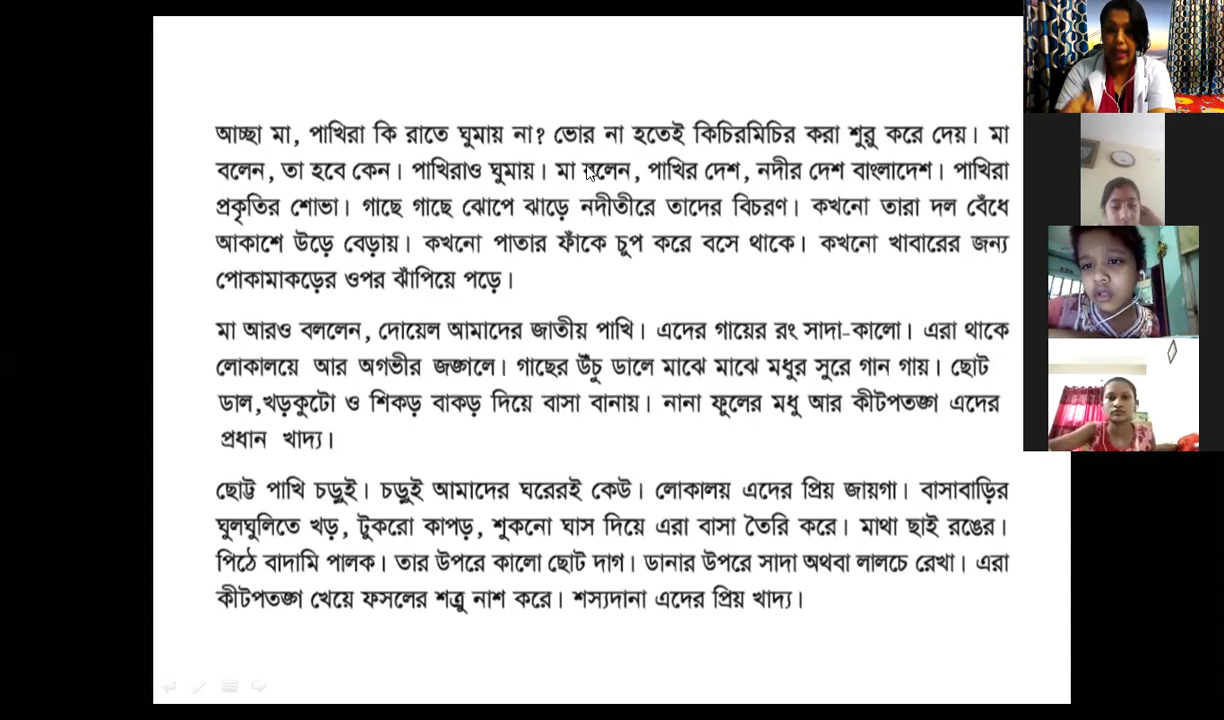 আচ্ছা মা, পাখিরা কি রাতে ঘুমায় না? ভোর না হতেই কিচিরমিচির করা শুরু করে দেয়। মা
বলেন, তা হবে কেন। পাখিরাও ঘুমায়। মা বলেন, পাখির দেশ, নদীর দেশ বাংলাদেশ। পাখিরা
প্রকৃতির শোভা। গাছে গাছে ঝোপে ঝাড়ে নদীতীরে তাদের বিচরণ। কখনো তারা দল বেঁধে
আকাশে উড়ে বেড়ায়। কখনো পাতার ফাঁকে চুপ করে বসে থাকে। কখনো খাবারের জন্য
পোকামাকড়ের ওপর ঝাঁপিয়ে পড়ে।
মা আরও বললেন, দোয়েল আমাদের জাতীয় পাখি। এদের গায়ের রং সাদা-কালো। এরা থাকে
লোকালয়ে আর অগভীর জঙ্গলে। গাছের উঁচু ডালে মাঝে মাঝে মধুর সুরে গান গায়। ছোট
ডাল,খড়কুটো ও শিকড় বাকড় দিয়ে বাসা বানায়। নানা ফুলের মধু আর কীটপতঙ্গ এদের
প্রধান খাদ্য।
ছোট্ট পাখি চড়ুই। চড়ুই আমাদের ঘরেরই কেউ। লোকালয় এদের প্রিয় জায়গা। বাসাবাড়ির
ঘুলঘুলিতে খড়, টুকরো কাপড়, শুকনো ঘাস দিয়ে এরা বাসা তৈরি করে। মাথা ছাই রঙের।
পিঠে বাদামি পালক। তার উপরে কালো ছোট দাগ। ডানার উপরে সাদা অথবা লালচে রেখা। এরা
কীটপতঙ্গ খেয়ে ফসলের শত্রু নাশ করে। শস্যদানা এদের প্রিয় খাদ্য।